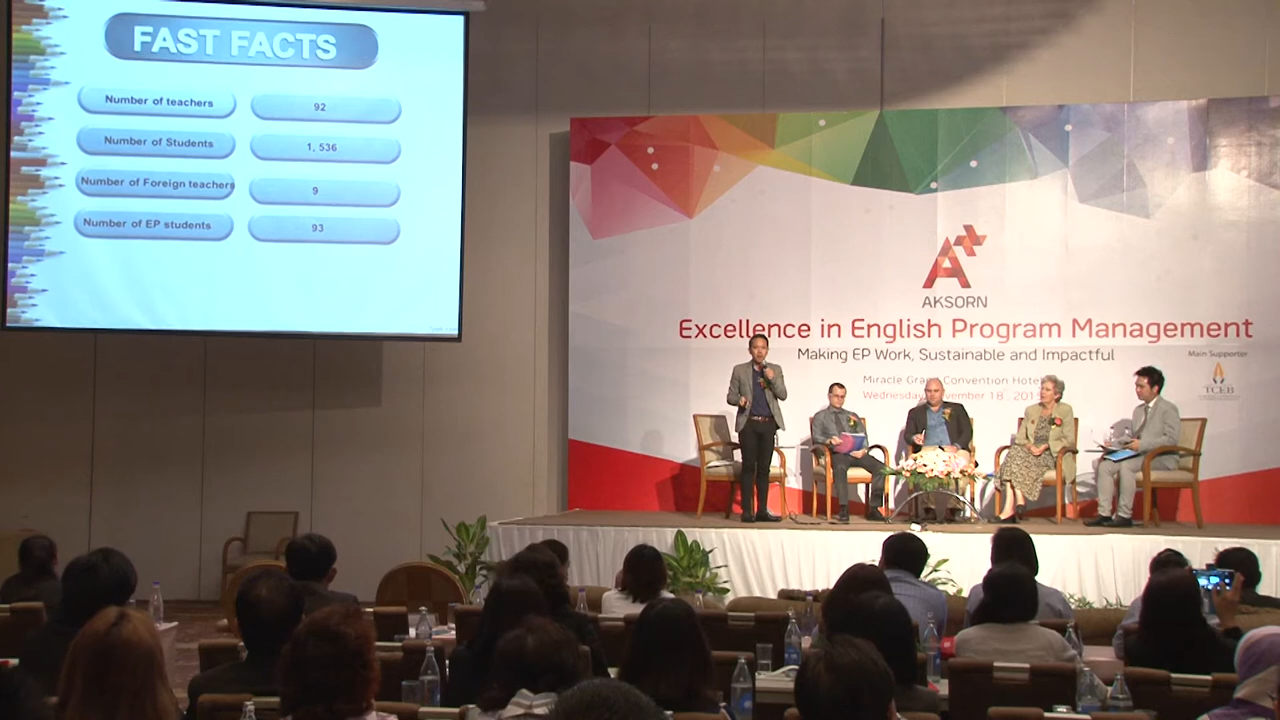 FAST FACTS
Number of teachers 92
Number of Students 1, 536
Number of Foreign teachers 9
Number of EP students 93
AKSORN
Excellence in English Program Management
Making EP Work, Sustainable and Impactful
Main Supporter
Miracle Grand Convention Hotel
TCEB
Wednesday 18, 201